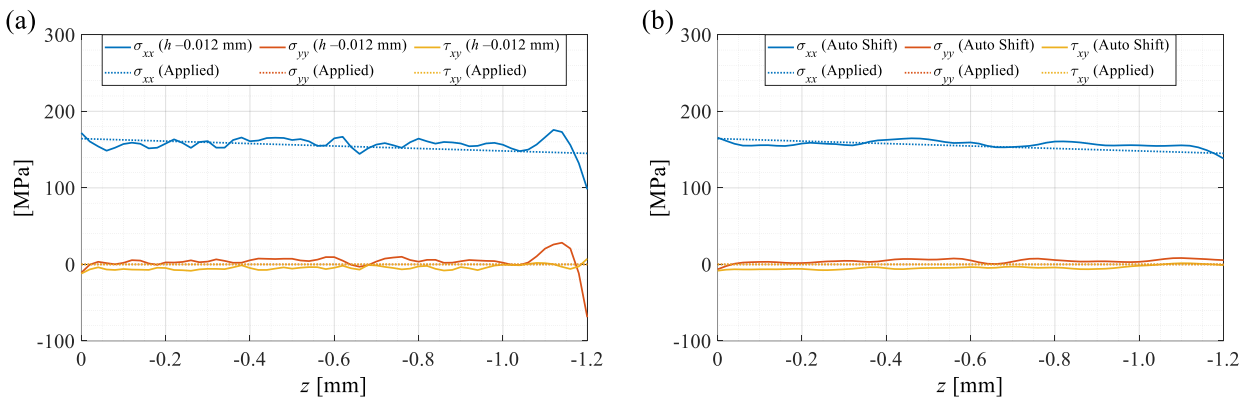 (a)
300
200
100
0
-100
[MPa]
σxx (h –0.012 mm) σyy (h –0.012 mm) τxy (h –0.012 mm)
σxx (Applied) σyy (Applied) τxy (Applied)
0 -0.2 -0.4 -0.6 -0.8 -1.0 -1.2
z [mm]
(b)
300
200
100
0
-100
[MPa]
σxx (Auto Shift) σyy (Auto Shift) τxy (Auto Shift)
σxx (Applied) σyy (Applied) τxy (Applied)
0 -0.2 -0.4 -0.6 -0.8 -1.0 -1.2
z [mm]